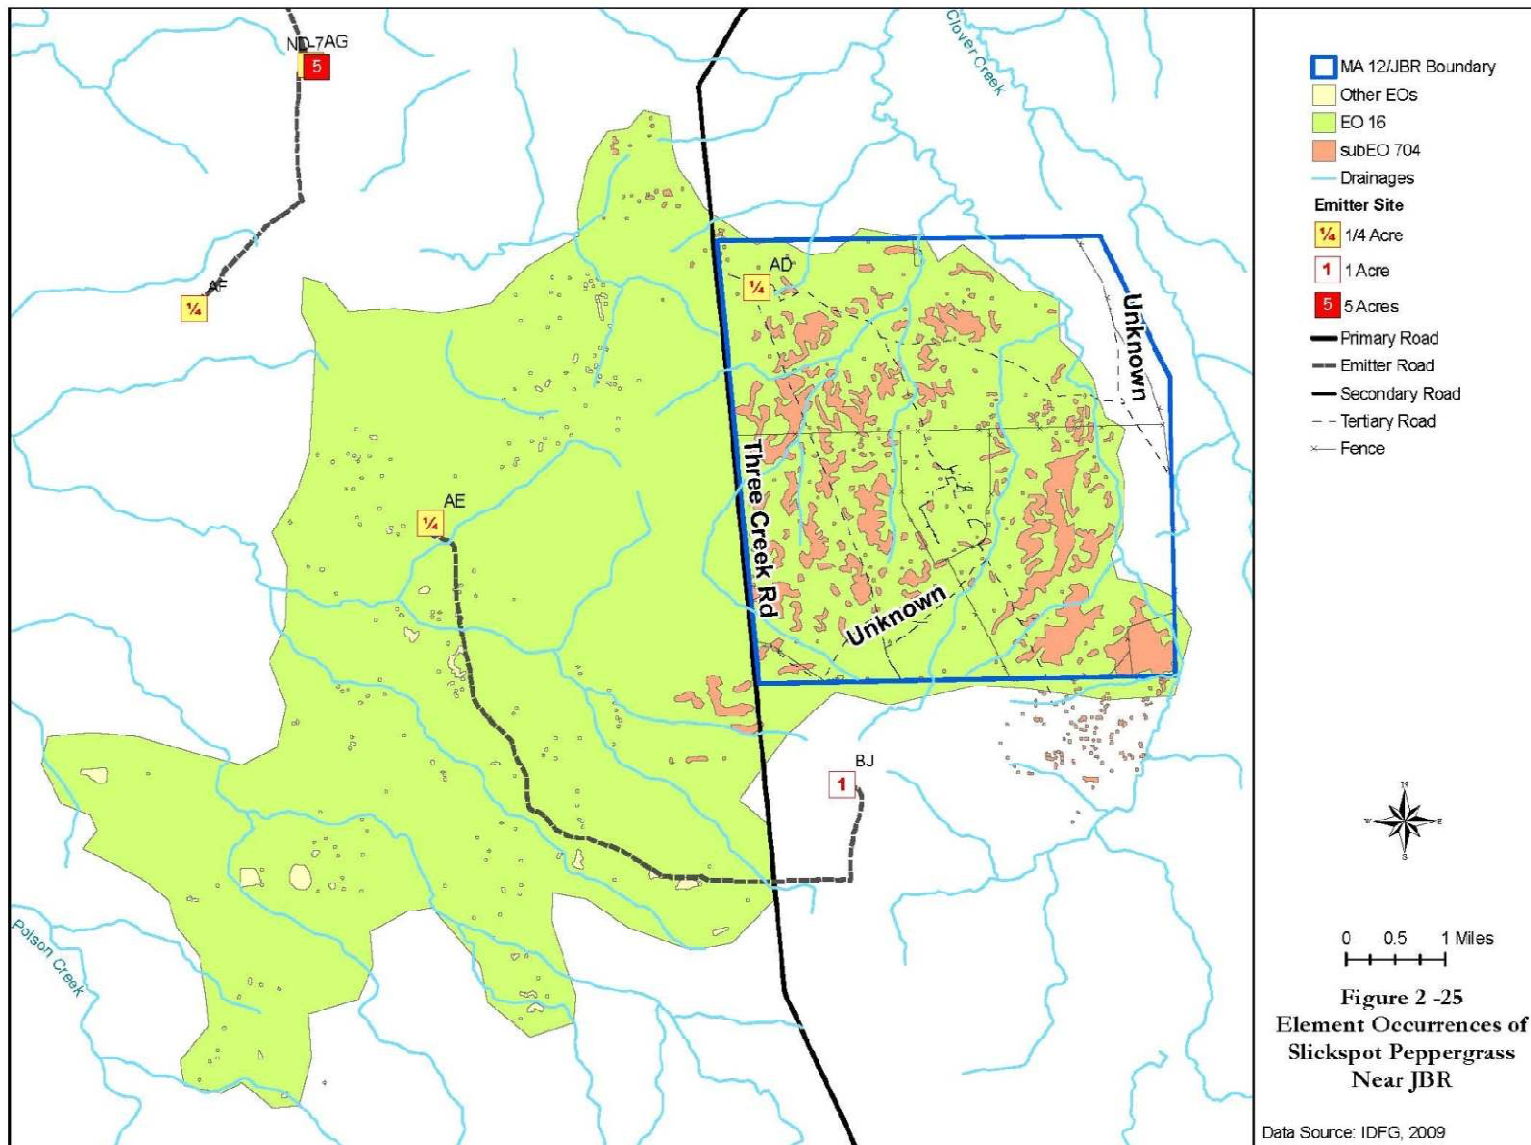 ND-7AG
5
Clover Creek
AF
¼
AD
¼
Unknown
AE
¼
Three Creek Rd
Unknown
BJ
1
Poison Creek
MA 12/JBR Boundary
Other EOs
EO 16
subEO 704
Drainages
Emitter Site
¼ 1/4 Acre
1 1 Acre
5 5 Acres
Primary Road
Emitter Road
Secondary Road
Tertiary Road
Fence
N
W E
S
0 0.5 1 Miles
Figure 2 -25
Element Occurrences of
Slickspot Peppergrass
Near JBR
Data Source: IDFG, 2009